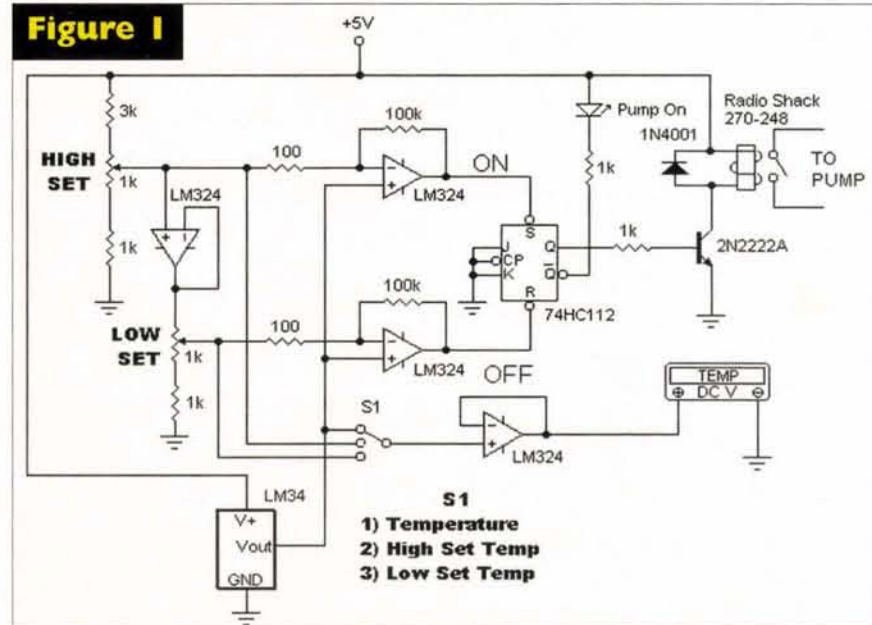 Figure 1
+5V
3k
HIGH SET
1k
1k
LM324
100
100k
LM324
ON
Pump On
1k
1N4001
Radio Shack
270-248
TO
PUMP
S
J
CP
K
Q
Q
R
74HC112
1k
2N2222A
LOW SET
1k
1k
100
100k
LM324
OFF
S1
LM324
TEMP
DC V
LM34
V+
Vout
GND
S1
1) Temperature
2) High Set Temp
3) Low Set Temp